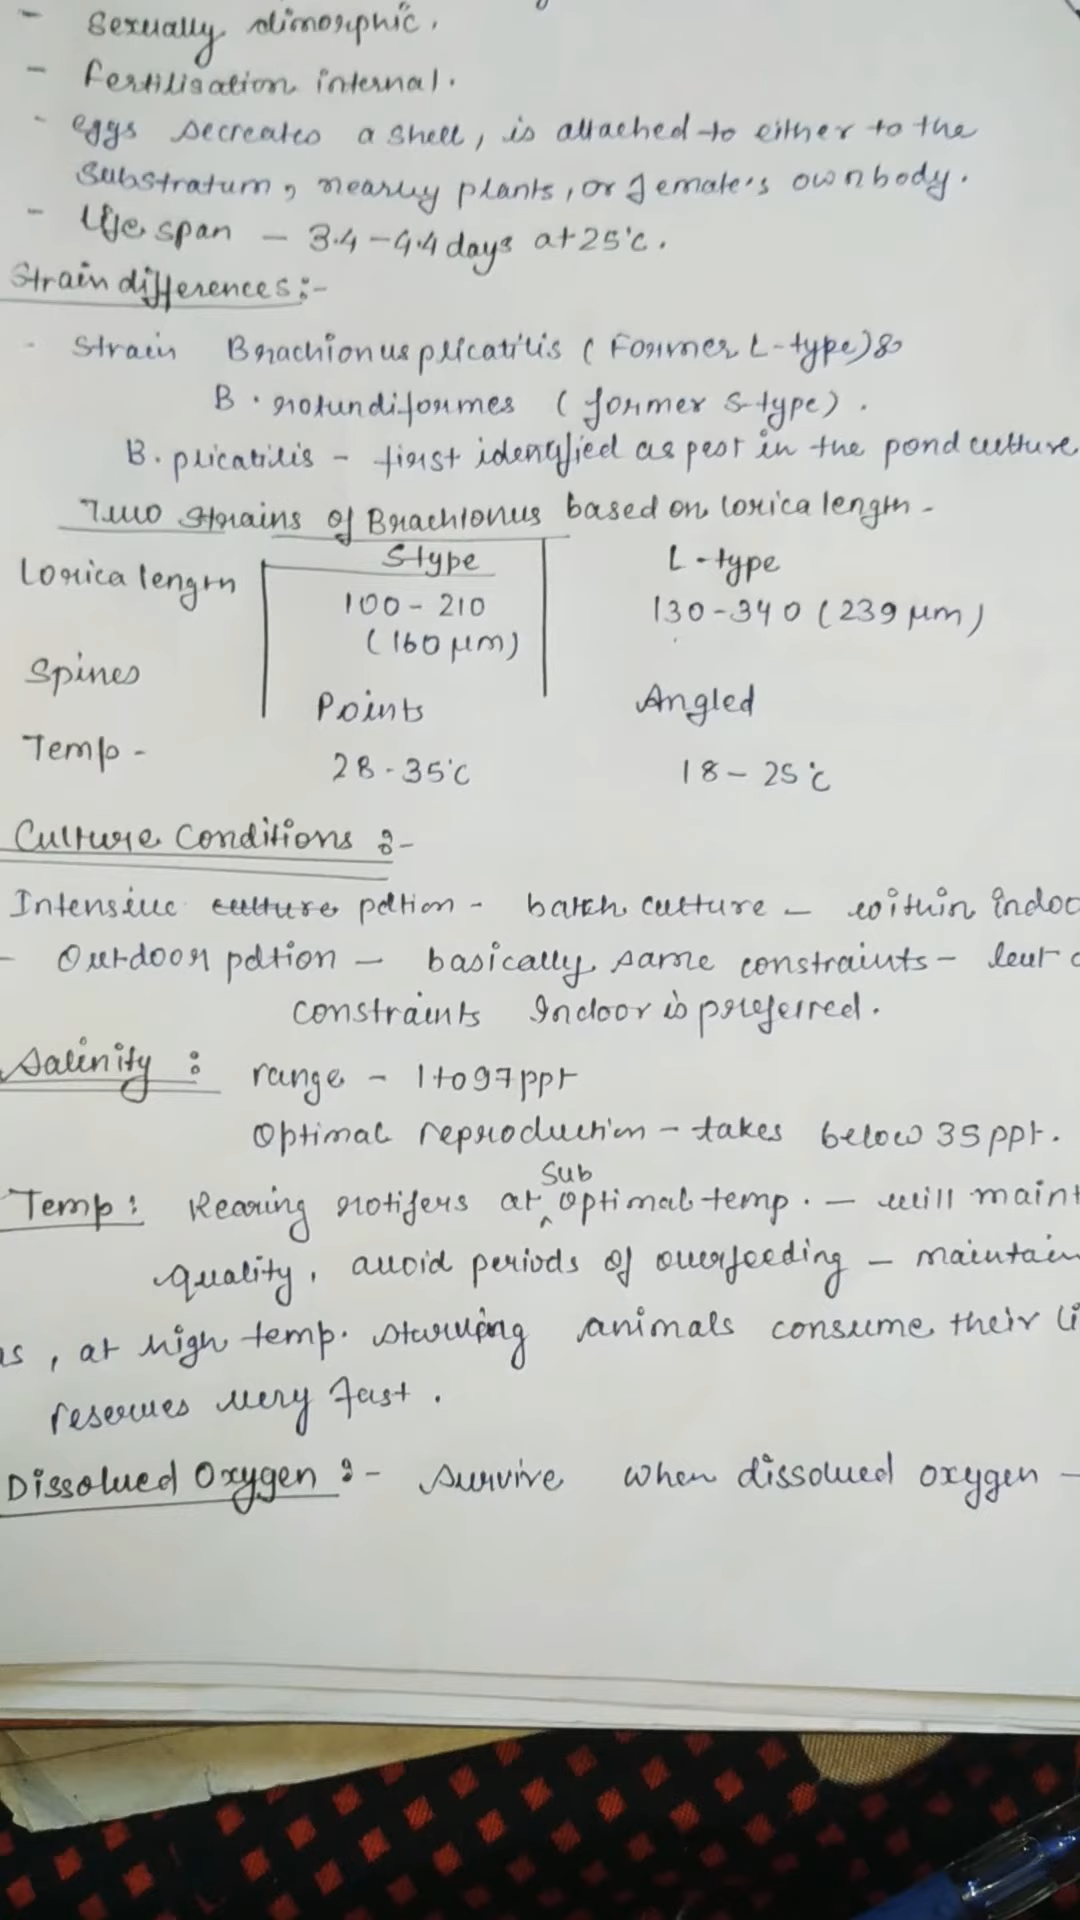 - Sexually dimorphic.
- Fertilisation internal.
- eggs secreates a shell, is attached to either to the
substratum, nearly plants, or female's own body.
- Life span - 3.4-4.4 days at 25°C.
Strain differences:-
- Strain Brachionus plicatilis (Former L-type) &
B. rotundiformes (former S-type).
B. plicatilis - first identified as pest in the pond culture
Two Strains of Brachionus based on lorica length -
S type L-type
Lorica length 100-210 130-340 (239 µm)
(160 µm)
Spines Points Angled
Temp - 28-35°C 18-25°C
Culture Conditions :-
Intensive culture pdtion - batch culture - within indoo
- Outdoor pdtion - basically same constraints - but
constraints Indoor is preferred.
Salinity : range - 1 to 97 ppt
Optimal reproduction - takes below 35 ppt.
Temp: Rearing rotifers at sub optimal temp. - will maint
quality, avoid periods of overfeeding - maintain
as, at high temp. starving animals consume their li
reserves very fast.
Dissolved Oxygen :- survive when dissolved oxygen -